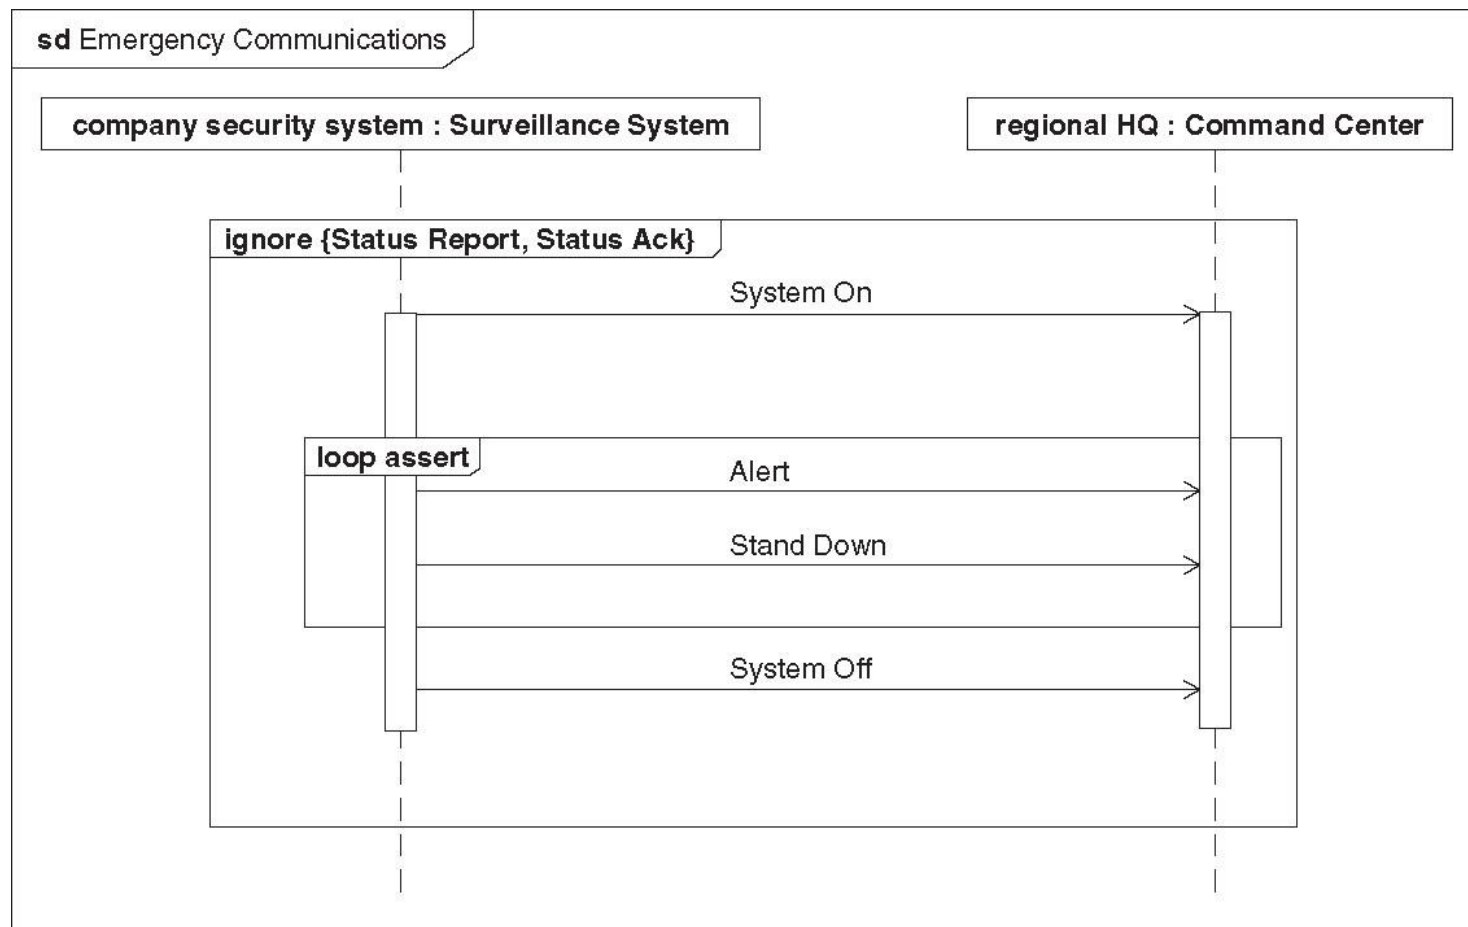 sd Emergency Communications
company security system : Surveillance System
regional HQ : Command Center
ignore {Status Report, Status Ack}
System On
loop assert
Alert
Stand Down
System Off